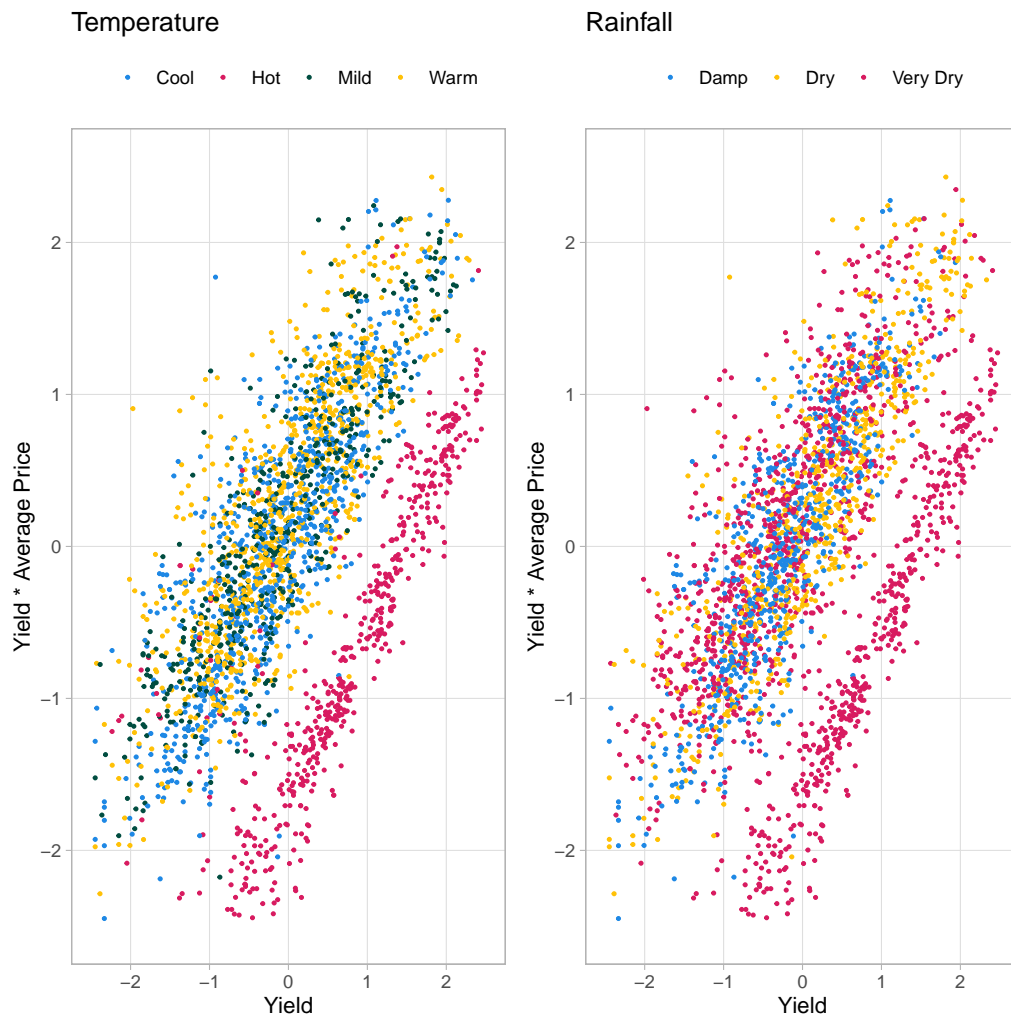 Temperature
Cool Hot Mild Warm
Yield * Average Price
2
1
0
−1
−2
−2 −1 0 1 2
Yield
Rainfall
Damp Dry Very Dry
Yield * Average Price
2
1
0
−1
−2
−2 −1 0 1 2
Yield